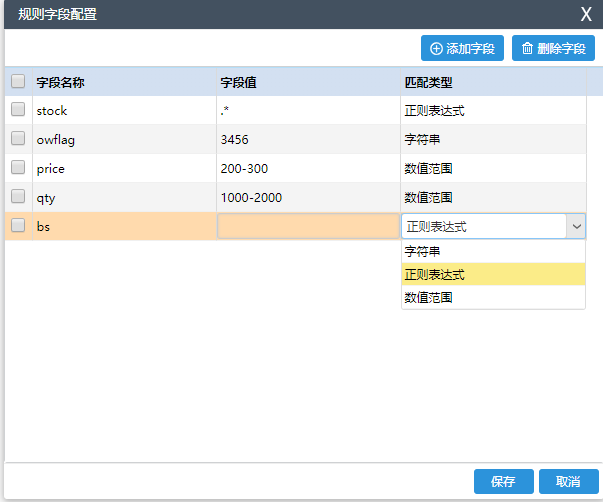 规则字段配置 X
添加字段 删除字段
字段名称 字段值 匹配类型
stock .* 正则表达式
owflag 3456 字符串
price 200-300 数值范围
qty 1000-2000 数值范围
bs 正则表达式
字符串
正则表达式
数值范围
保存 取消